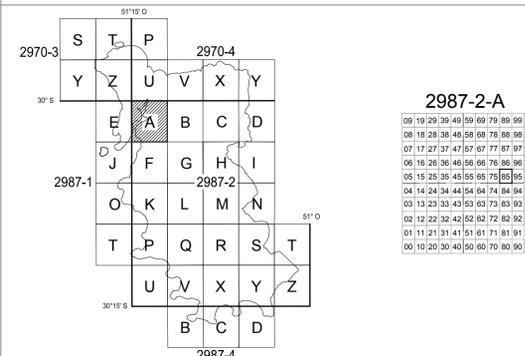 51°15' O
S T P
2970-3 2970-4
Y Z U V X Y
30° S
E A B C D
J F G H I
2987-1 2987-2
O K L M N
51° O
T P Q R S T
U V X Y Z
30°15' S
B C D
2987-4
2987-2-A
09 19 29 39 49 59 69 79 89 99
08 18 28 38 48 58 68 78 88 98
07 17 27 37 47 57 67 77 87 97
06 16 26 36 46 56 66 76 86 96
05 15 25 35 45 55 65 75 85 95
04 14 24 34 44 54 64 74 84 94
03 13 23 33 43 53 63 73 83 93
02 12 22 32 42 52 62 72 82 92
01 11 21 31 41 51 61 71 81 91
00 10 20 30 40 50 60 70 80 90